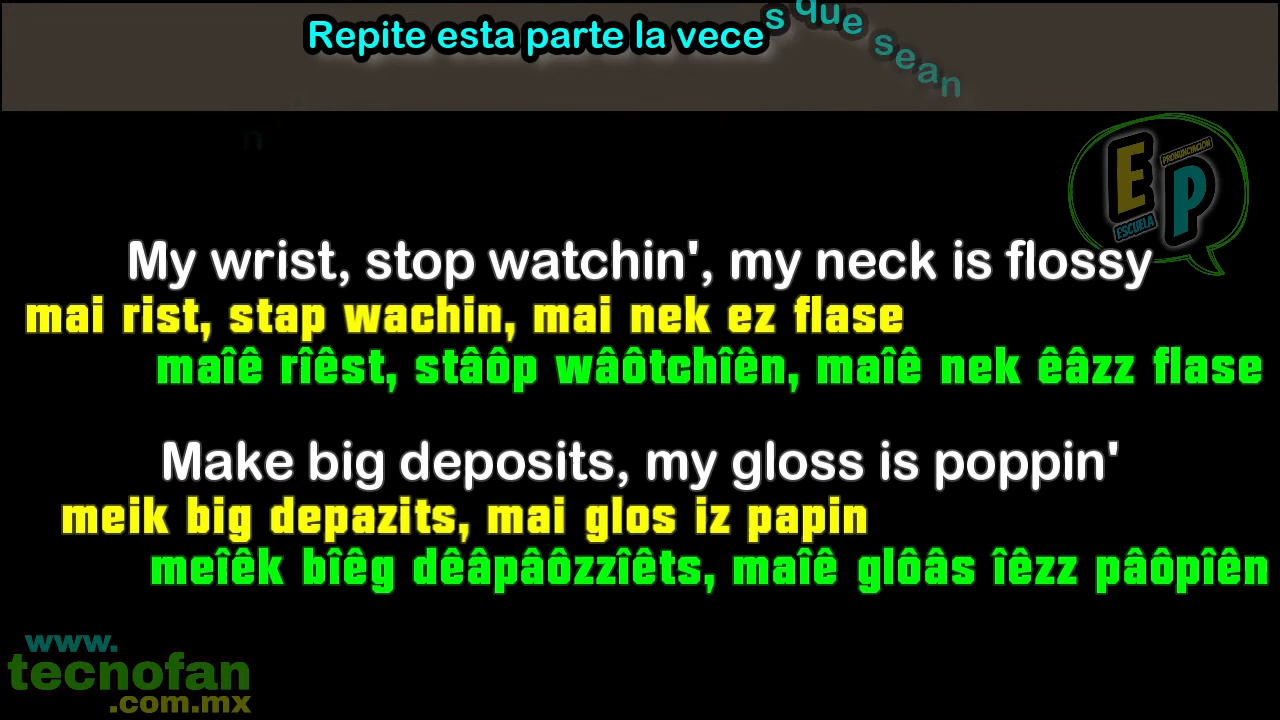 Repite esta parte la veces que sean
n
E
PRONUNCIACION
P
ESCUELA
My wrist, stop watchin', my neck is flossy
mai rist, stap wachin, mai nek ez flase
maîê rîêst, stâôp wâôtchîên, maîê nek êâzz flase
Make big deposits, my gloss is poppin'
meik big depazits, mai glos iz papin
meîêk bîêg dêâpâôzzîêts, maîê glôâs îêzz pâôpîên
www.
tecnofan
.com.mx